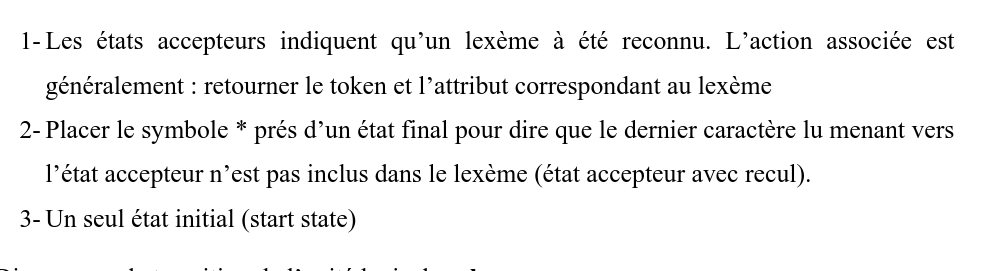 1- Les états accepteurs indiquent qu’un lexème à été reconnu. L’action associée est
généralement : retourner le token et l’attribut correspondant au lexème
2- Placer le symbole * prés d’un état final pour dire que le dernier caractère lu menant vers
l’état accepteur n’est pas inclus dans le lexème (état accepteur avec recul).
3- Un seul état initial (start state)